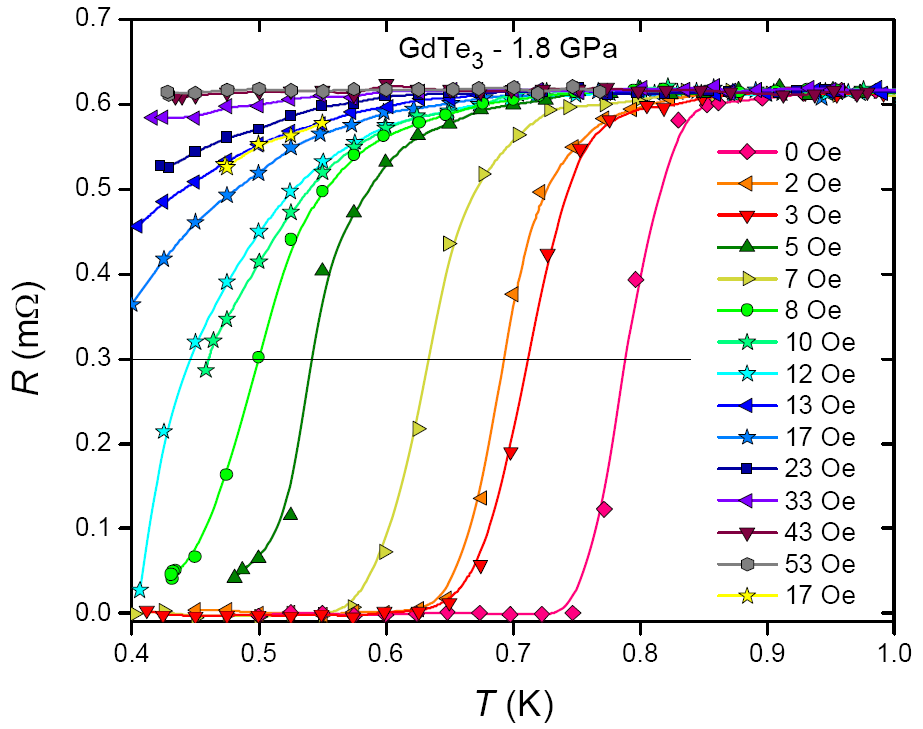 GdTe3 - 1.8 GPa
0.7
0.6
0.5
0.4
0.3
0.2
0.1
0.0
R (mΩ)
0 Oe
2 Oe
3 Oe
5 Oe
7 Oe
8 Oe
10 Oe
12 Oe
13 Oe
17 Oe
23 Oe
33 Oe
43 Oe
53 Oe
17 Oe
0.4 0.5 0.6 0.7 0.8 0.9 1.0
T (K)